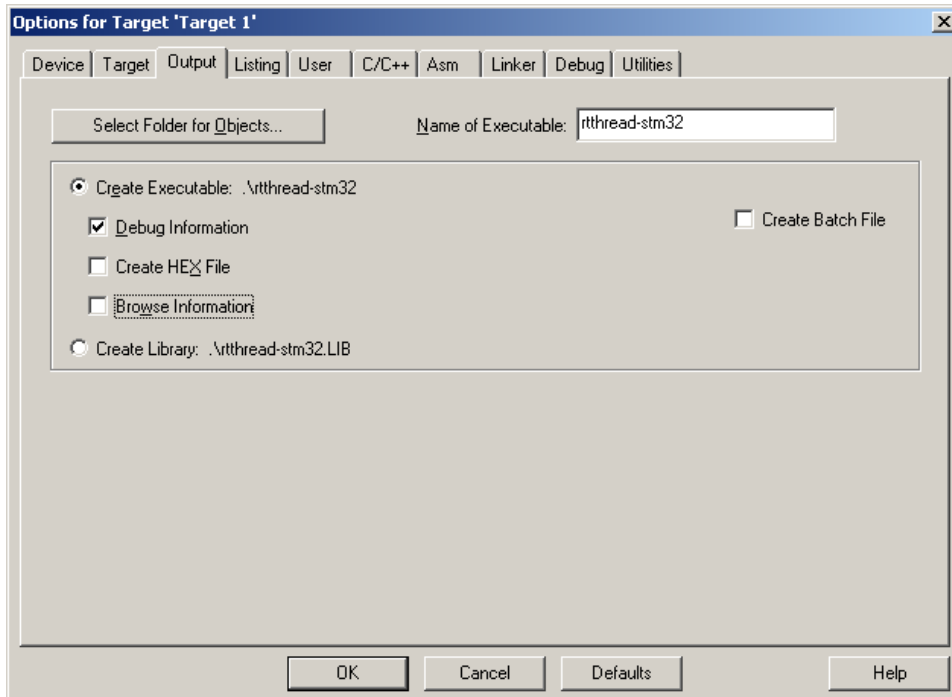 Options for Target 'Target 1'
Device Target Output Listing User C/C++ Asm Linker Debug Utilities
Select Folder for Objects... Name of Executable: rtthread-stm32
Create Executable: .\rtthread-stm32
Debug Information Create Batch File
Create HEX File
Browse Information
Create Library: .\rtthread-stm32.LIB
OK Cancel Defaults Help